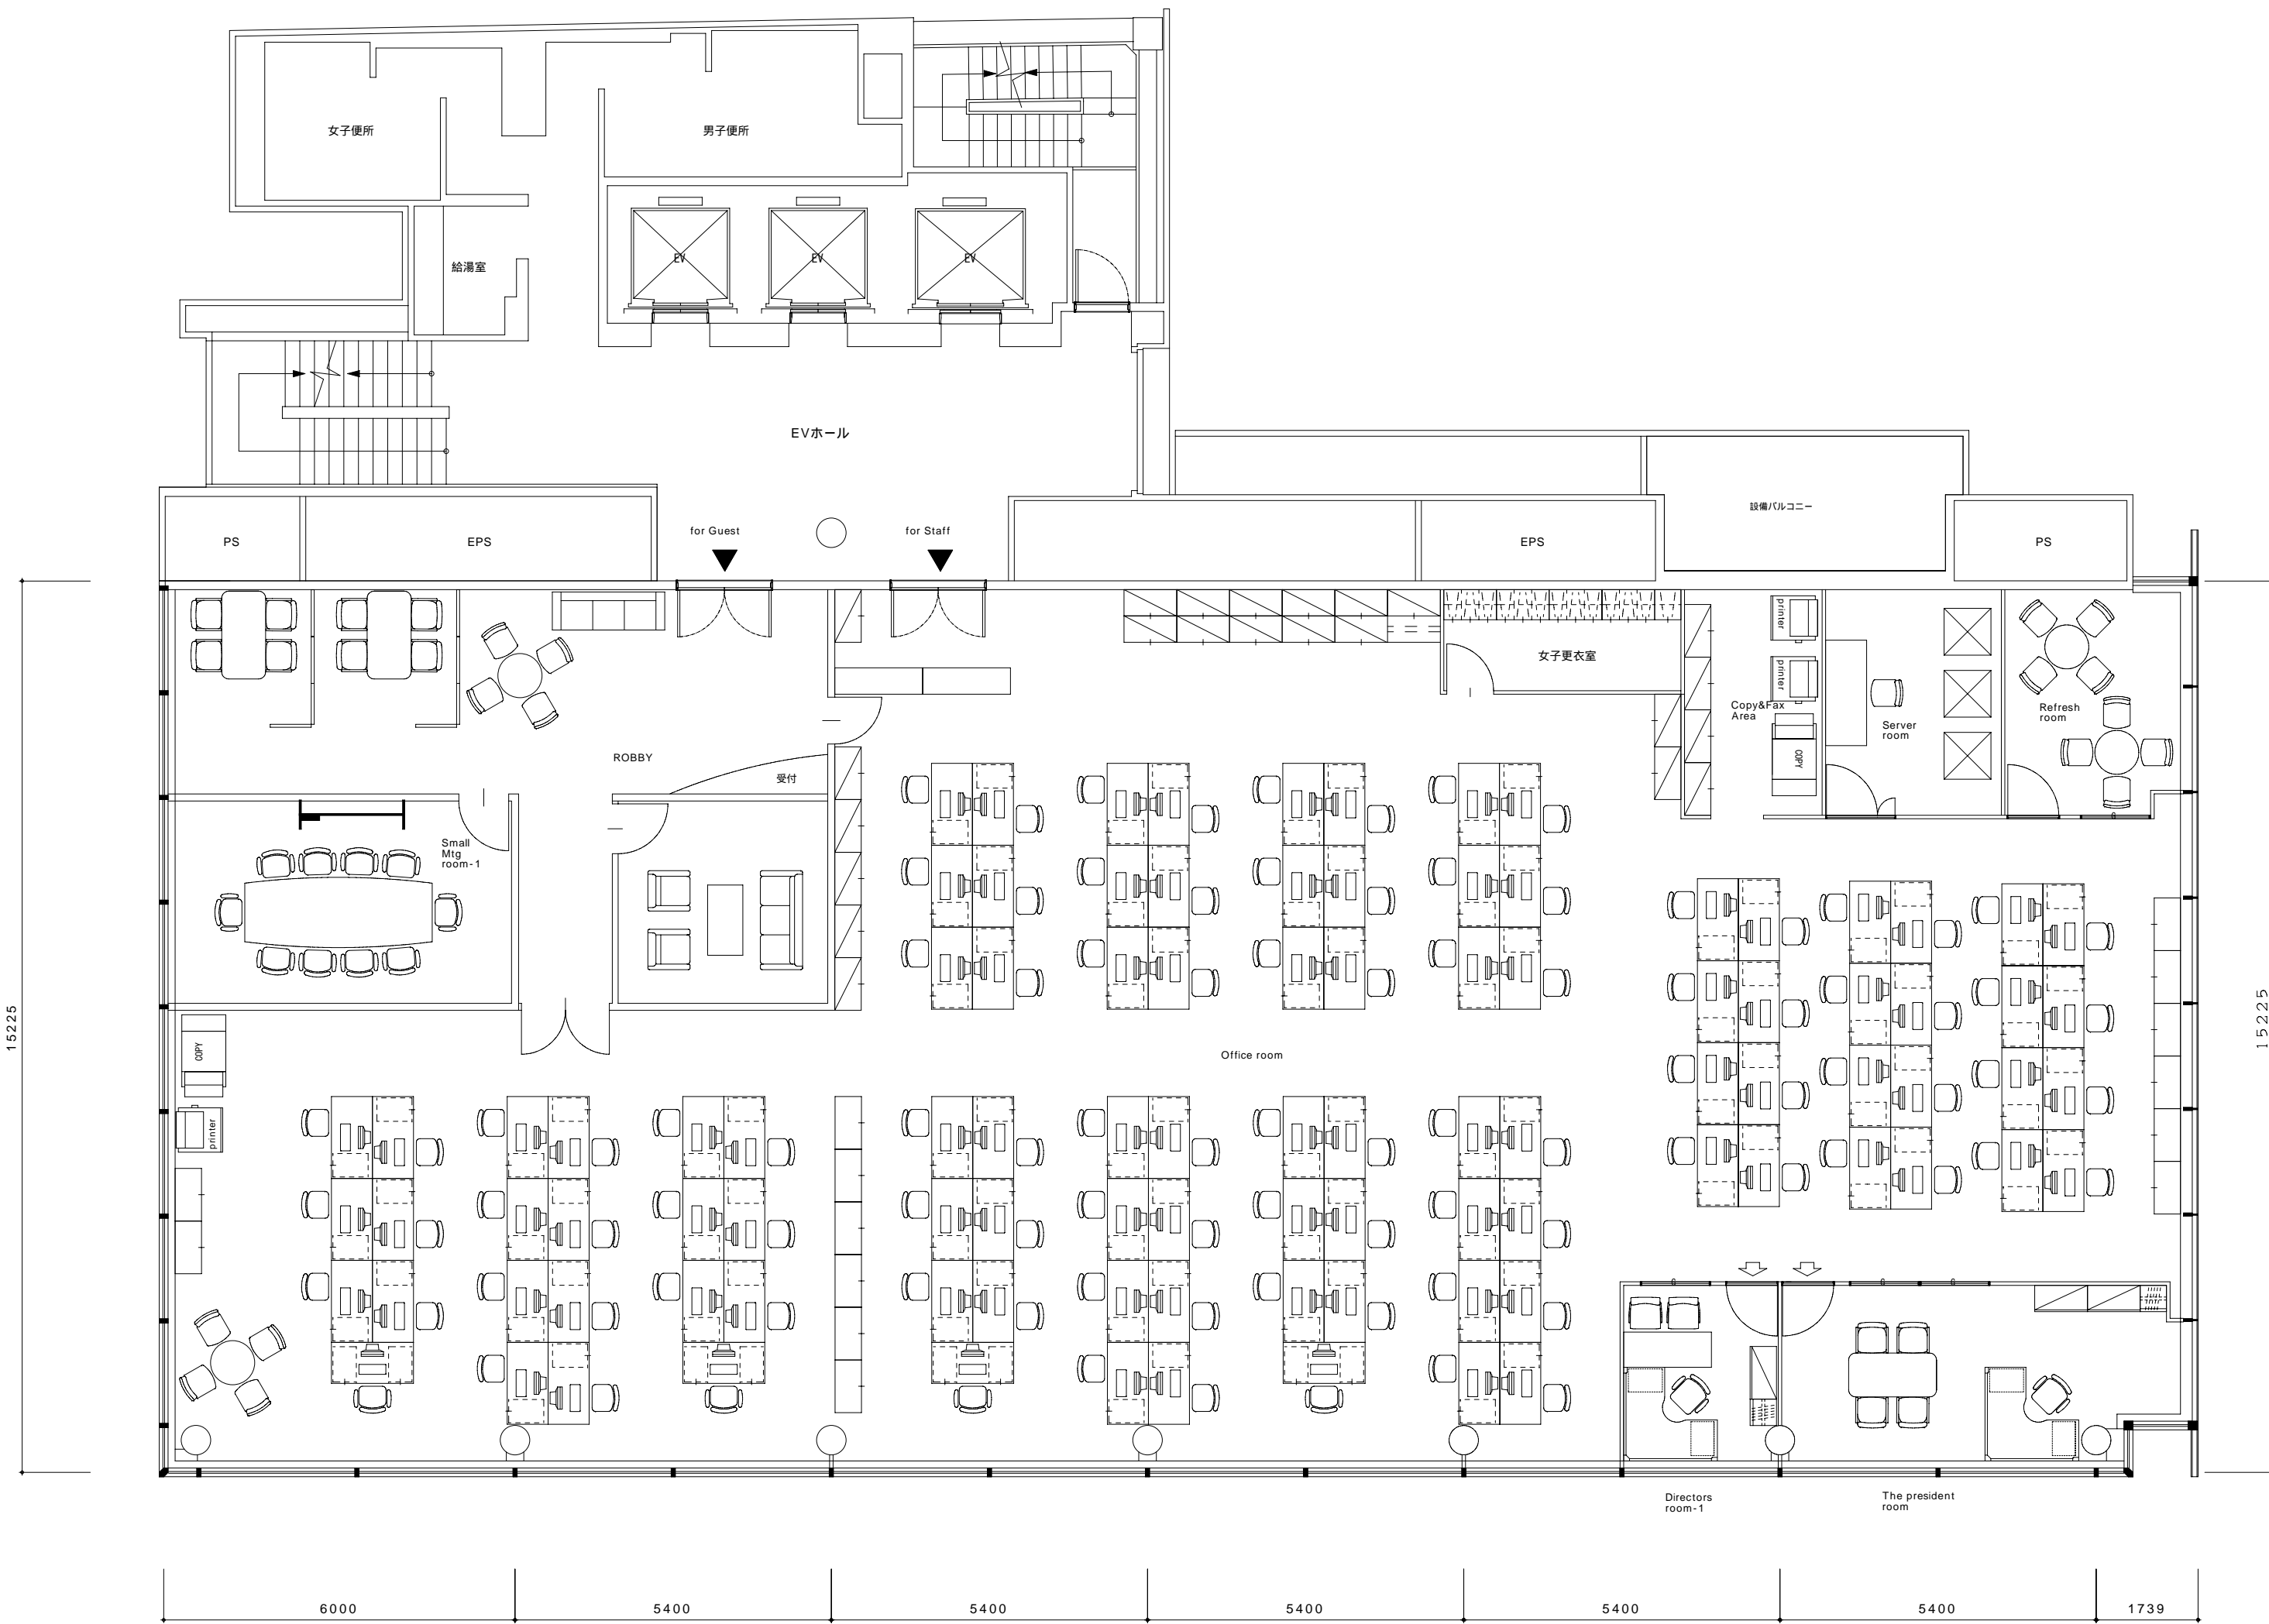 女子便所
男子便所
給湯室
EV
EV
EV
EVホール
for Guest
for Staff
設備バルコニー
PS
EPS
EPS
PS
printer
printer
女子更衣室
Copy&Fax
Area
COPY
Server
room
Refresh
room
ROBBY
受付
Small
Mtg
room-1
15225
15225
COPY
printer
Office room
Directors
room-1
The president
room
6000
5400
5400
5400
5400
5400
1739